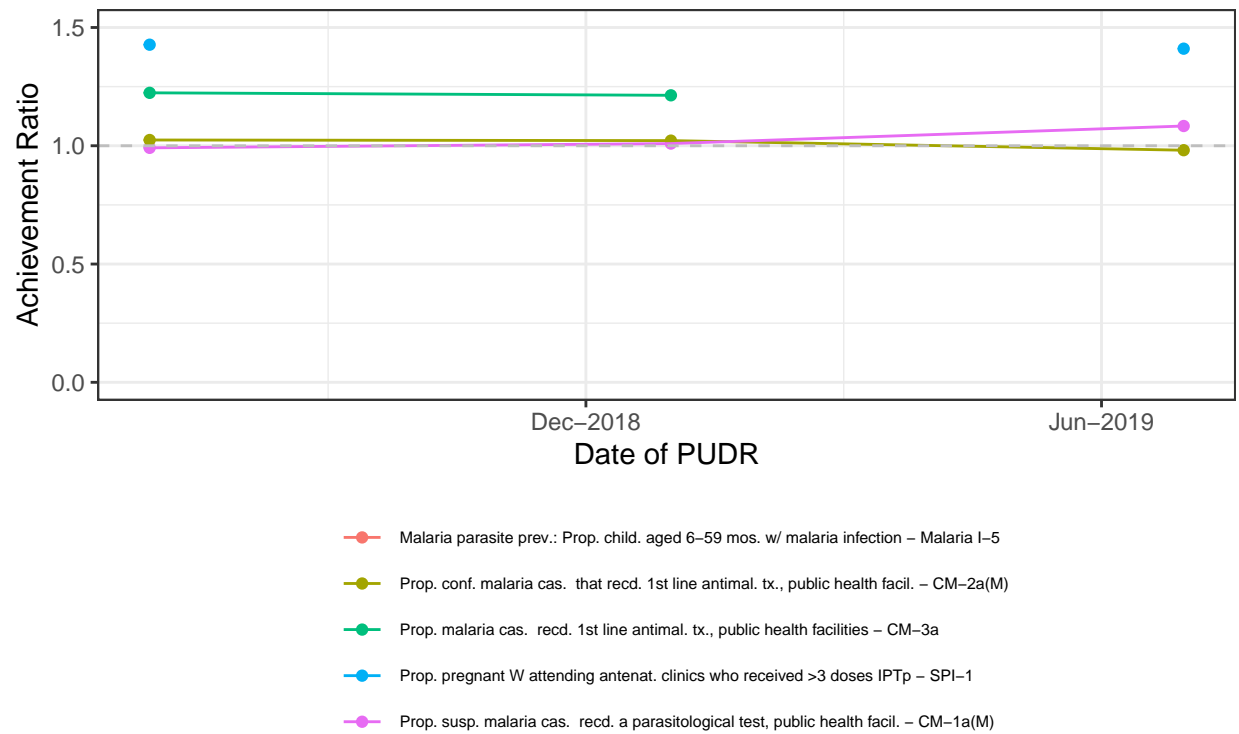 1.5
1.0
0.5
0.0
Achievement Ratio
Dec−2018
Jun−2019
Date of PUDR
Malaria parasite prev.: Prop. child. aged 6−59 mos. w/ malaria infection − Malaria I−5
Prop. conf. malaria cas.  that recd. 1st line antimal. tx., public health facil. − CM−2a(M)
Prop. malaria cas.  recd. 1st line antimal. tx., public health facilities − CM−3a
Prop. pregnant W attending antenat. clinics who received >3 doses IPTp − SPI−1
Prop. susp. malaria cas.  recd. a parasitological test, public health facil. − CM−1a(M)